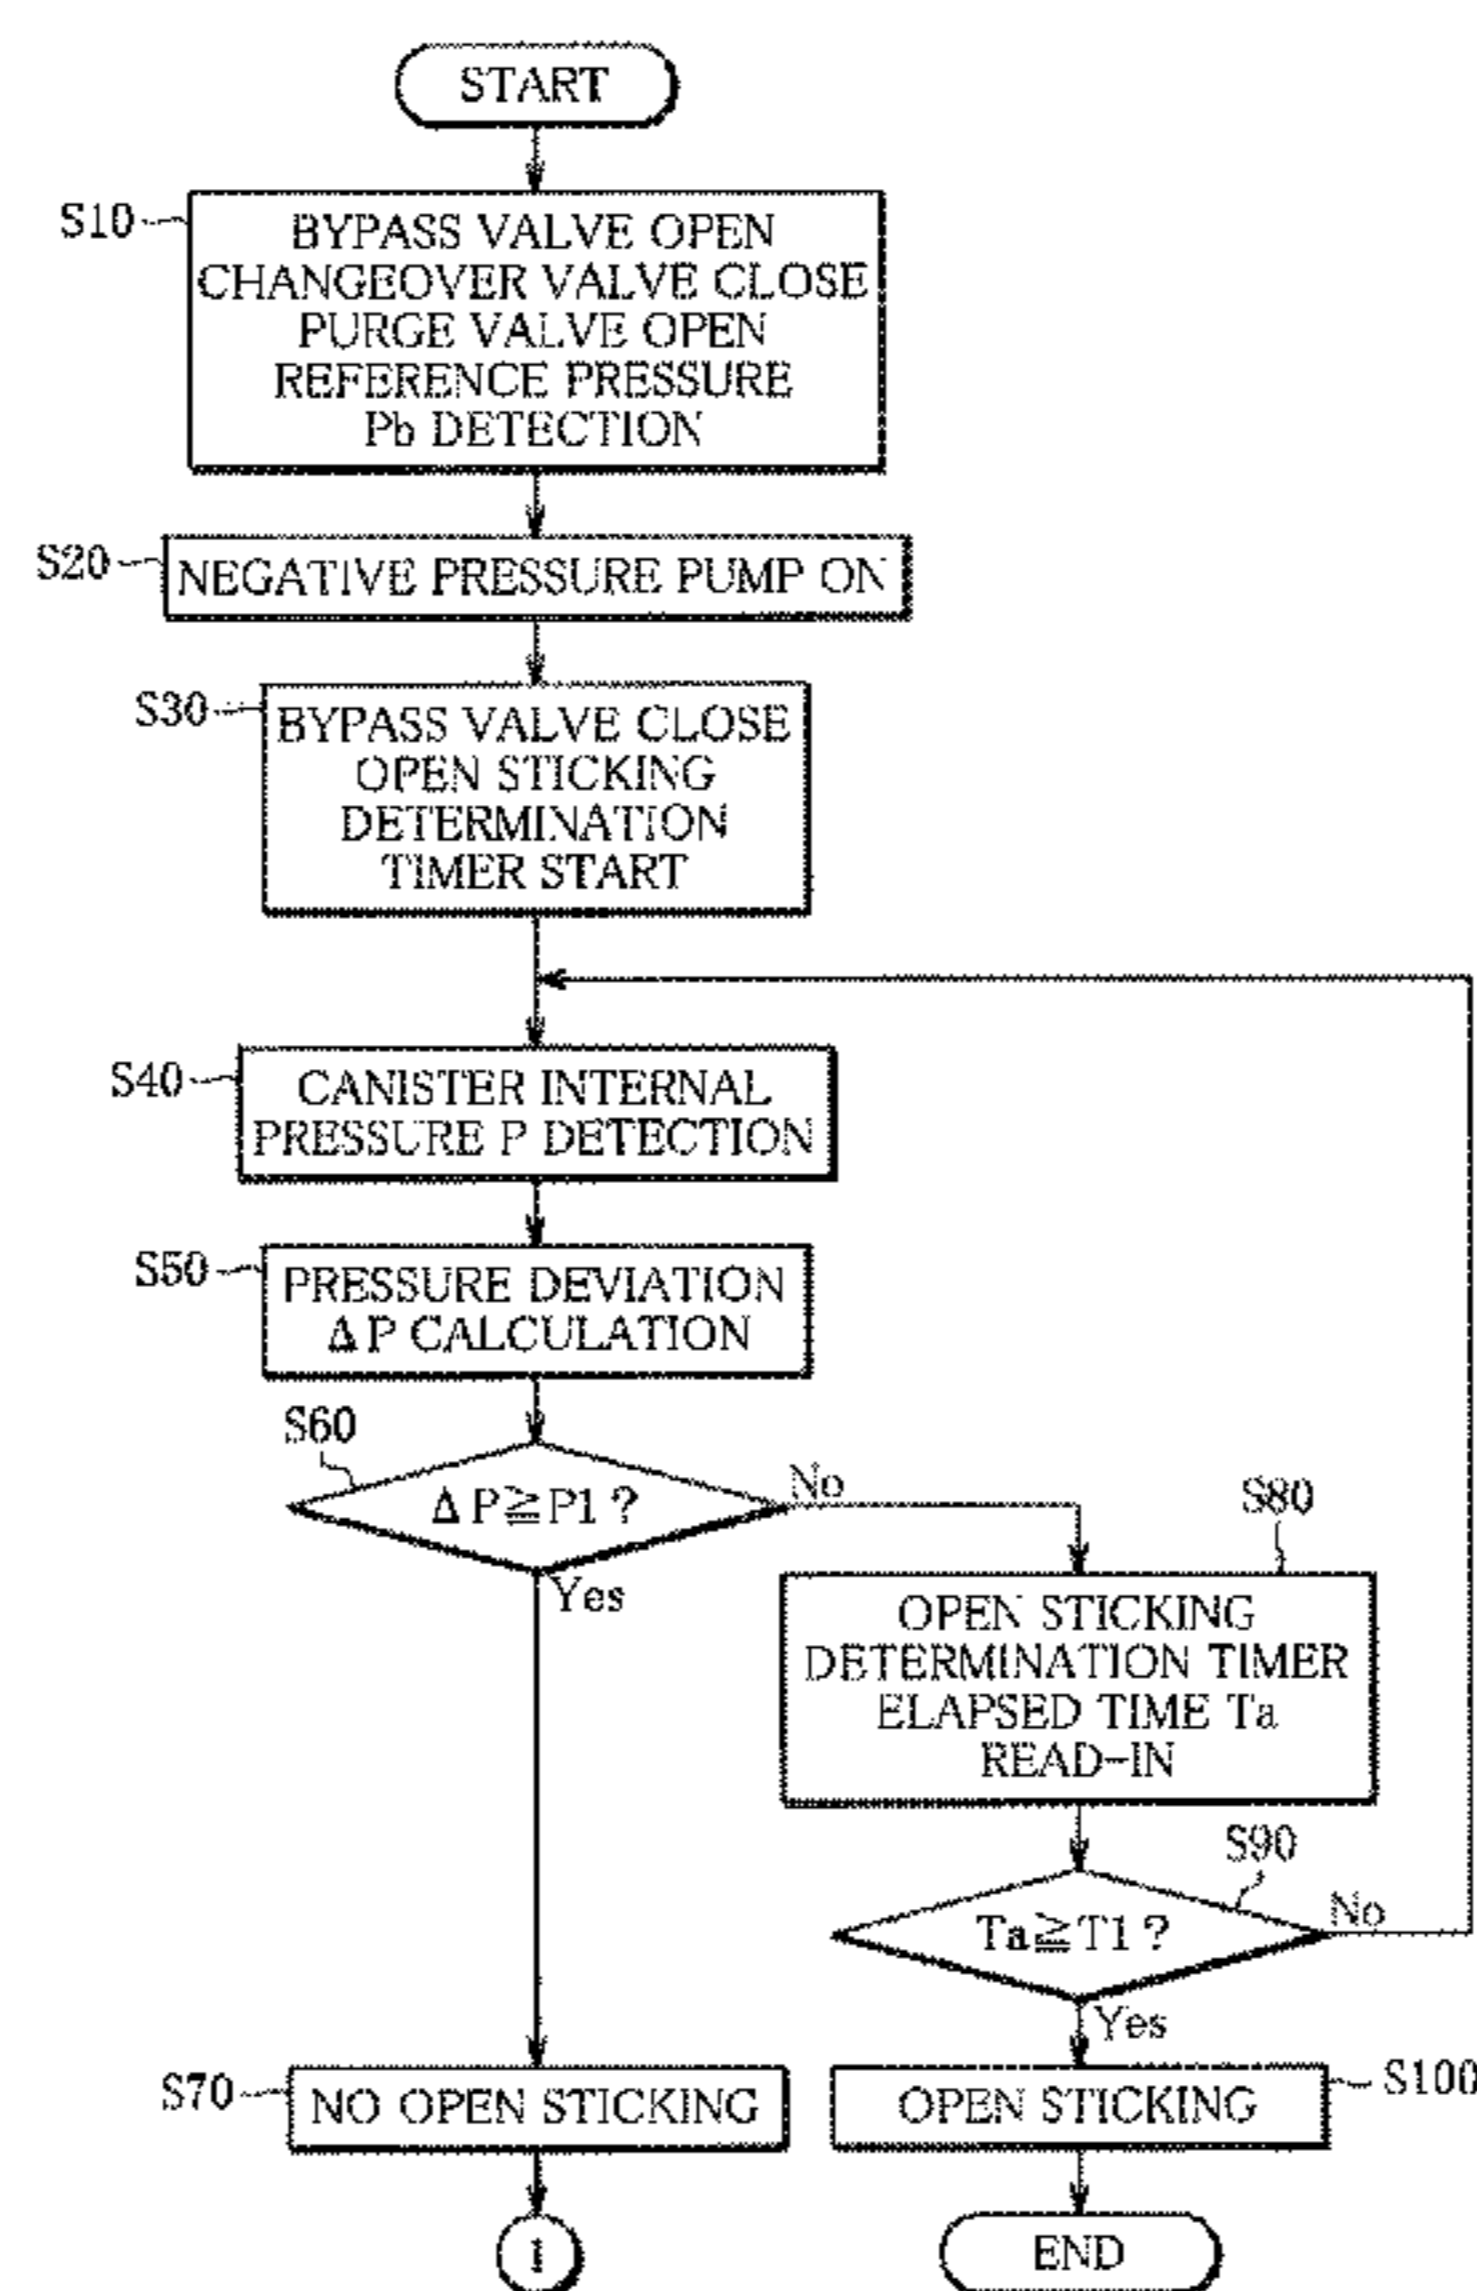 START
S10
BYPASS VALVE OPEN
CHANGEOVER VALVE CLOSE
PURGE VALVE OPEN
REFERENCE PRESSURE
Pb DETECTION
S20
NEGATIVE PRESSURE PUMP ON
S30
BYPASS VALVE CLOSE
OPEN STICKING
DETERMINATION
TIMER START
S40
CANISTER INTERNAL
PRESSURE P DETECTION
S50
PRESSURE DEVIATION
ΔP CALCULATION
S60
ΔP≧P1?
No
Yes
S80
OPEN STICKING
DETERMINATION TIMER
ELAPSED TIME Ta
READ-IN
S90
Ta≧T1?
No
Yes
S70
NO OPEN STICKING
OPEN STICKING
S100
1
END